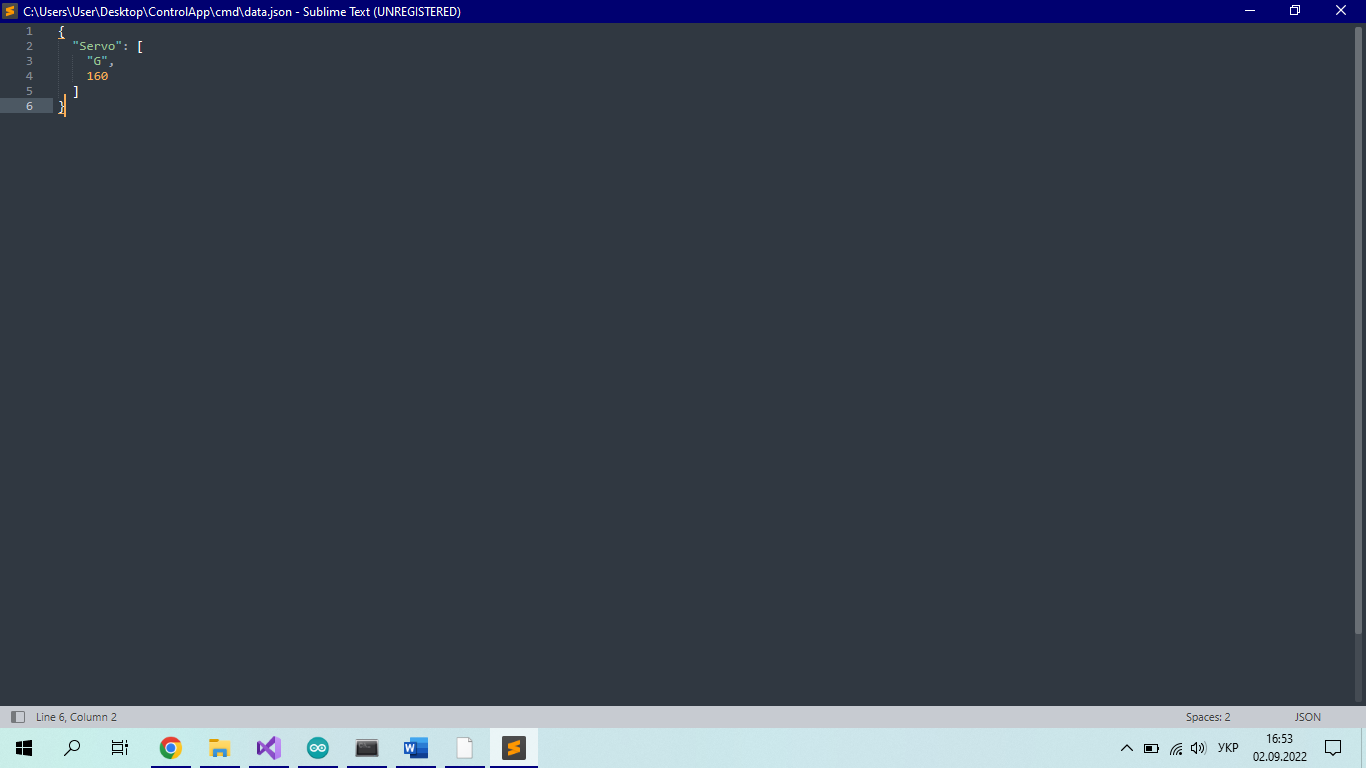 C:\Users\User\Desktop\ControlApp\cmd\data.json - Sublime Text (UNREGISTERED)
1 {
2 "Servo": [
3 "G",
4 160
5 ]
6 }
Line 6, Column 2
Spaces: 2
JSON
УКР
16:53
02.09.2022